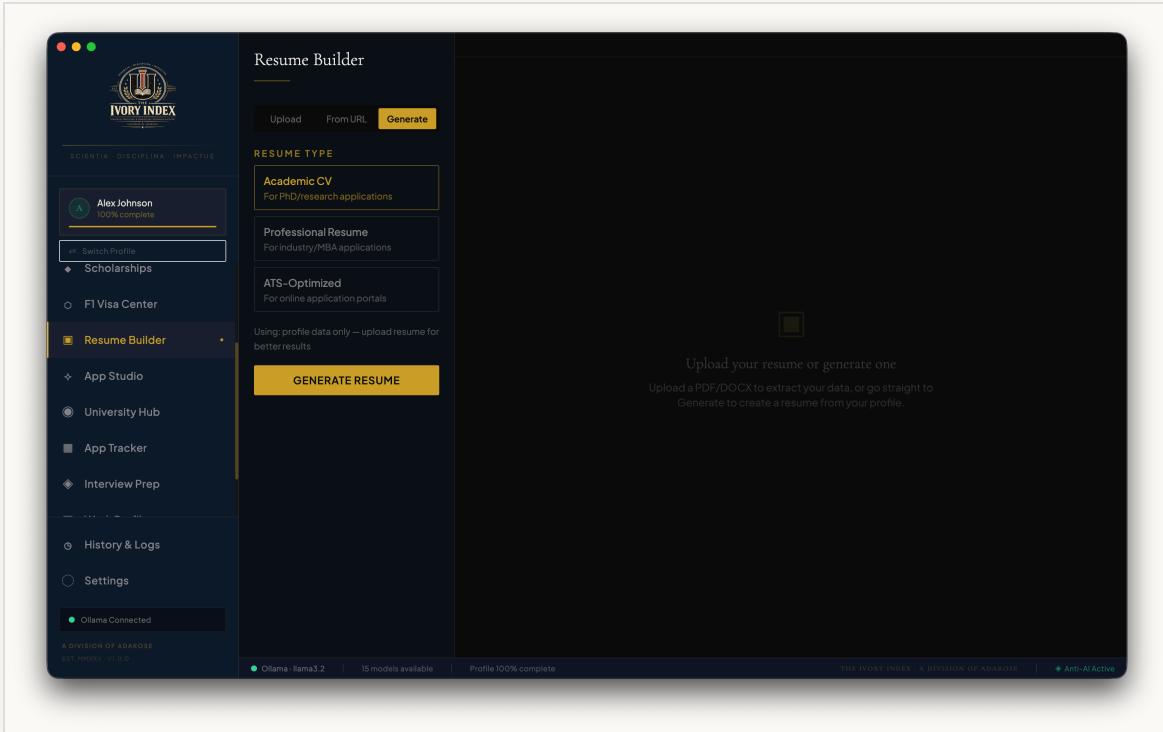 THE
IVORY INDEX
SCIENTIA · DISCIPLINA · IMPACTUS
A
Alex Johnson
100% complete
Switch Profile
Scholarships
F1 Visa Center
Resume Builder
App Studio
University Hub
App Tracker
Interview Prep
History & Logs
Settings
Ollama Connected
A DIVISION OF ADAROSE
EST. MMXXV · V1.0.0
Resume Builder
Upload
From URL
Generate
RESUME TYPE
Academic CV
For PhD/research applications
Professional Resume
For industry/MBA applications
ATS-Optimized
For online application portals
Using: profile data only — upload resume for
better results
GENERATE RESUME
Upload your resume or generate one
Upload a PDF/DOCX to extract your data, or go straight to
Generate to create a resume from your profile.
Ollama · llama3.2
15 models available
Profile 100% complete
THE IVORY INDEX · A DIVISION OF ADAROSE
Anti-AI Active